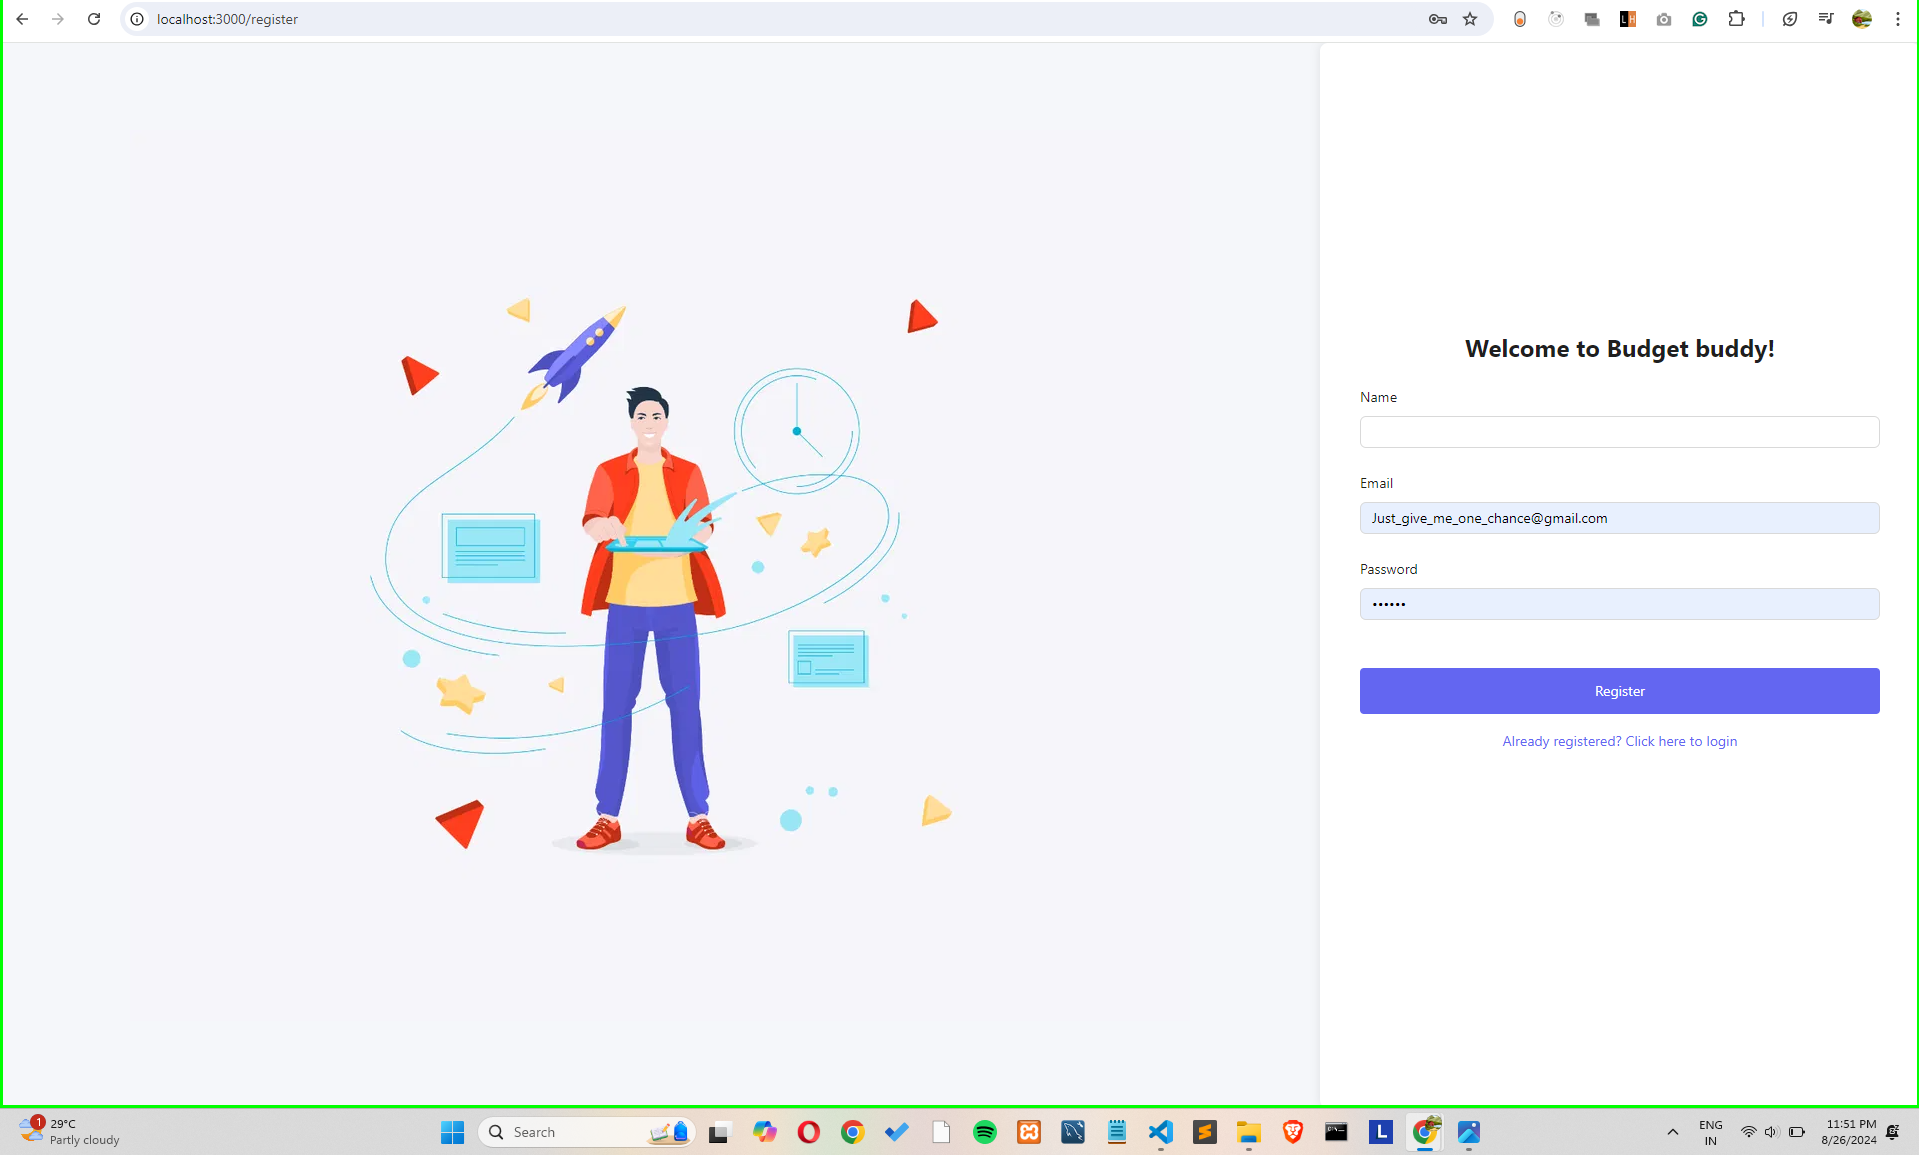 localhost:3000/register
Welcome to Budget buddy!
Name
Email
Just_give_me_one_chance@gmail.com
Password
••••••
Register
Already registered? Click here to login
1
29°C
Partly cloudy
Search
ENG
IN
11:51 PM
8/26/2024